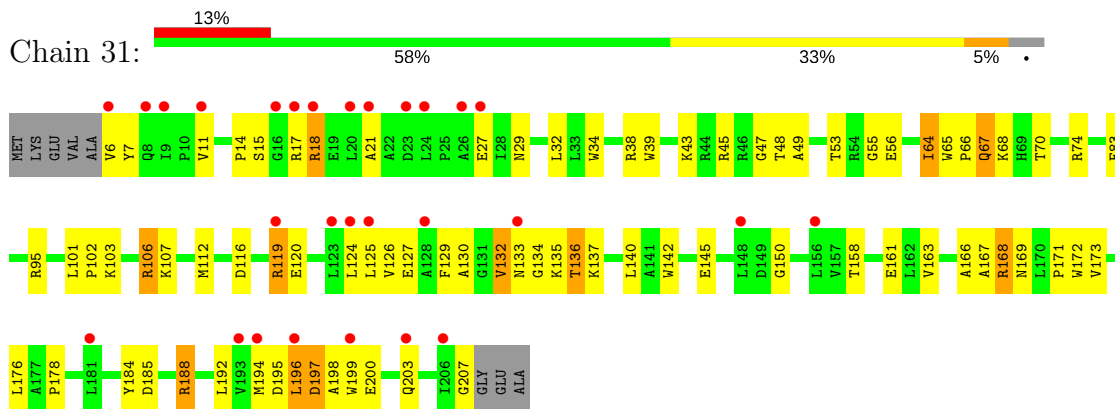 13%
Chain 31:
58% 33% 5% •
MET LYS GLU VAL ALA V6 Y7 Q8 I9 P10 V11 P14 S15 G16 R17 R18 E19 L20 A21 A22 D23 L24 P25 A26 E27 I28 N29 L32 L33 W34 R38 W39 K43 R44 R45 R46 G47 T48 A49 T53 R54 G55 E56 I64 W65 P66 Q67 K68 H69 T70 R74
R95 L101 P102 K103 R106 K107 M112 D116 R119 E120 L123 L124 L125 V126 E127 A128 F129 A130 G131 V132 N133 G134 K135 T136 K137 L140 A141 W142 E145 L148 D149 G150 L156 V157 T158 E161 L162 V163 A166 A167 R168 N169 L170 P171 W172 V173
L176 A177 P178 L181 Y184 D185 R188 L192 V193 M194 D195 L196 D197 A198 W199 E200 Q203 I206 G207 GLY GLU ALA